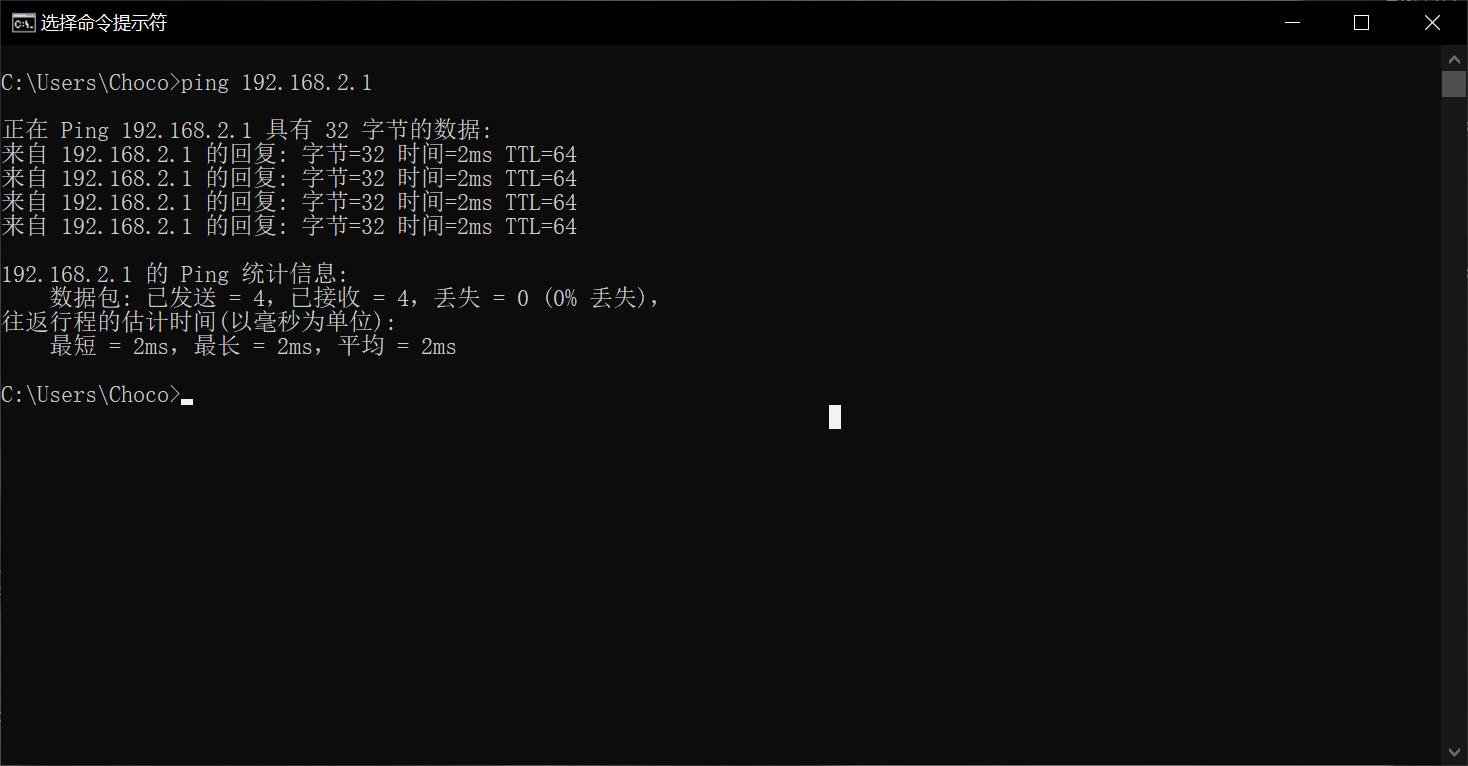 选择命令提示符
C:\Users\Choco>ping 192.168.2.1
正在 Ping 192.168.2.1 具有 32 字节的数据:
来自 192.168.2.1 的回复: 字节=32 时间=2ms TTL=64
来自 192.168.2.1 的回复: 字节=32 时间=2ms TTL=64
来自 192.168.2.1 的回复: 字节=32 时间=2ms TTL=64
来自 192.168.2.1 的回复: 字节=32 时间=2ms TTL=64
192.168.2.1 的 Ping 统计信息:
数据包: 已发送 = 4，已接收 = 4，丢失 = 0 (0% 丢失)，
往返行程的估计时间(以毫秒为单位):
最短 = 2ms，最长 = 2ms，平均 = 2ms
C:\Users\Choco>